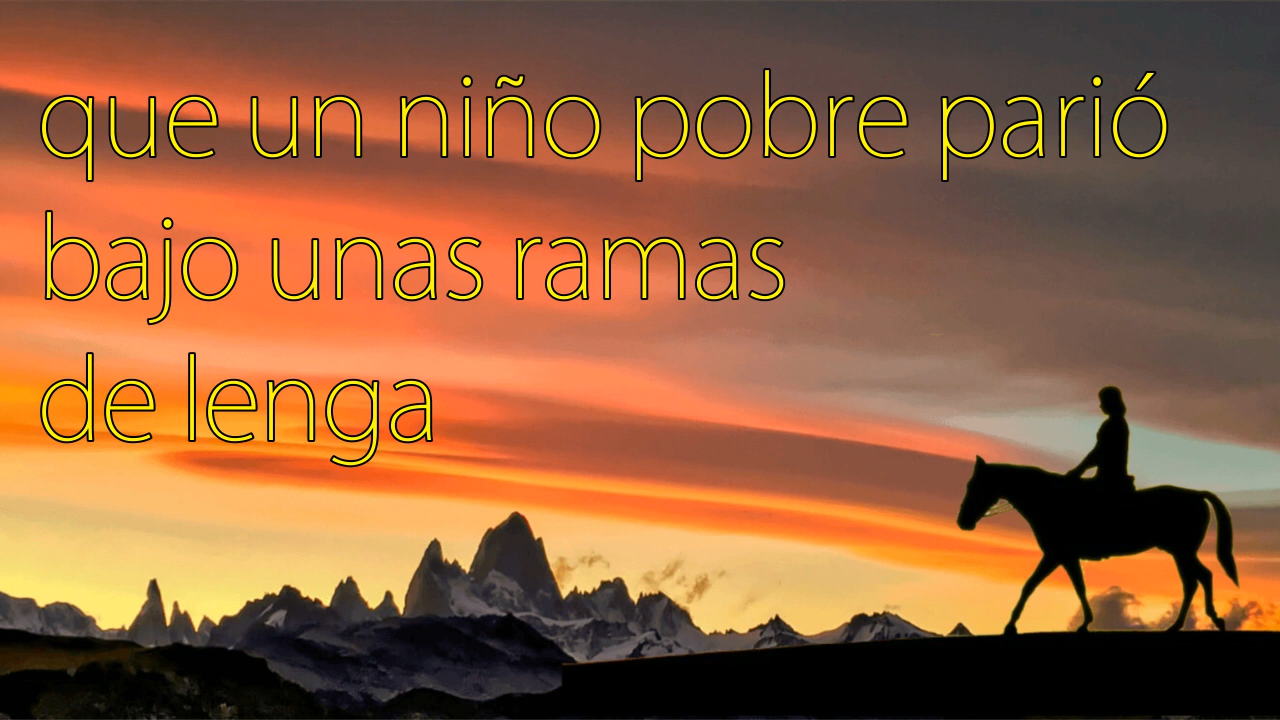 que un niño pobre parió
bajo unas ramas
de lenga